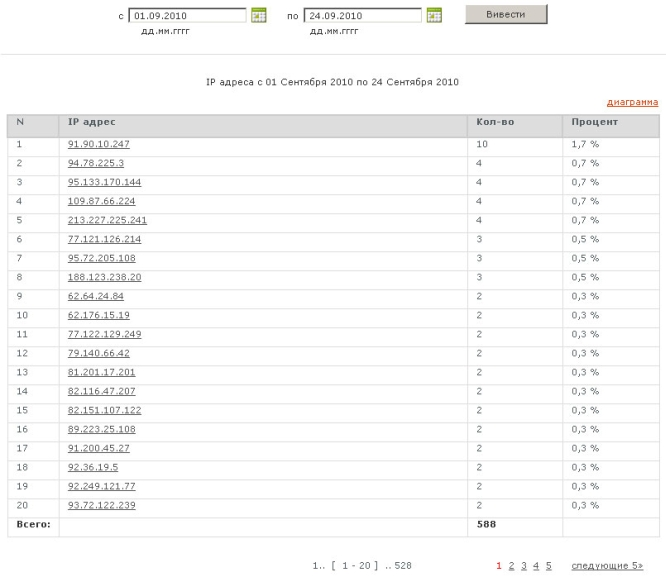 с 01.09.2010 по 24.09.2010 Вивести
дд.мм.гггг дд.мм.гггг
IP адреса с 01 Сентября 2010 по 24 Сентября 2010
диаграмма
N IP адрес Кол-во Процент
1 91.90.10.247 10 1,7 %
2 94.78.225.3 4 0,7 %
3 95.133.170.144 4 0,7 %
4 109.87.66.224 4 0,7 %
5 213.227.225.241 4 0,7 %
6 77.121.126.214 3 0,5 %
7 95.72.205.108 3 0,5 %
8 188.123.238.20 3 0,5 %
9 62.64.24.84 2 0,3 %
10 62.176.15.19 2 0,3 %
11 77.122.129.249 2 0,3 %
12 79.140.66.42 2 0,3 %
13 81.201.17.201 2 0,3 %
14 82.116.47.207 2 0,3 %
15 82.151.107.122 2 0,3 %
16 89.223.25.108 2 0,3 %
17 91.200.45.27 2 0,3 %
18 92.36.19.5 2 0,3 %
19 92.249.121.77 2 0,3 %
20 93.72.122.239 2 0,3 %
Всего: 588
1.. [ 1 - 20 ] .. 528 1 2 3 4 5 следующие 5»